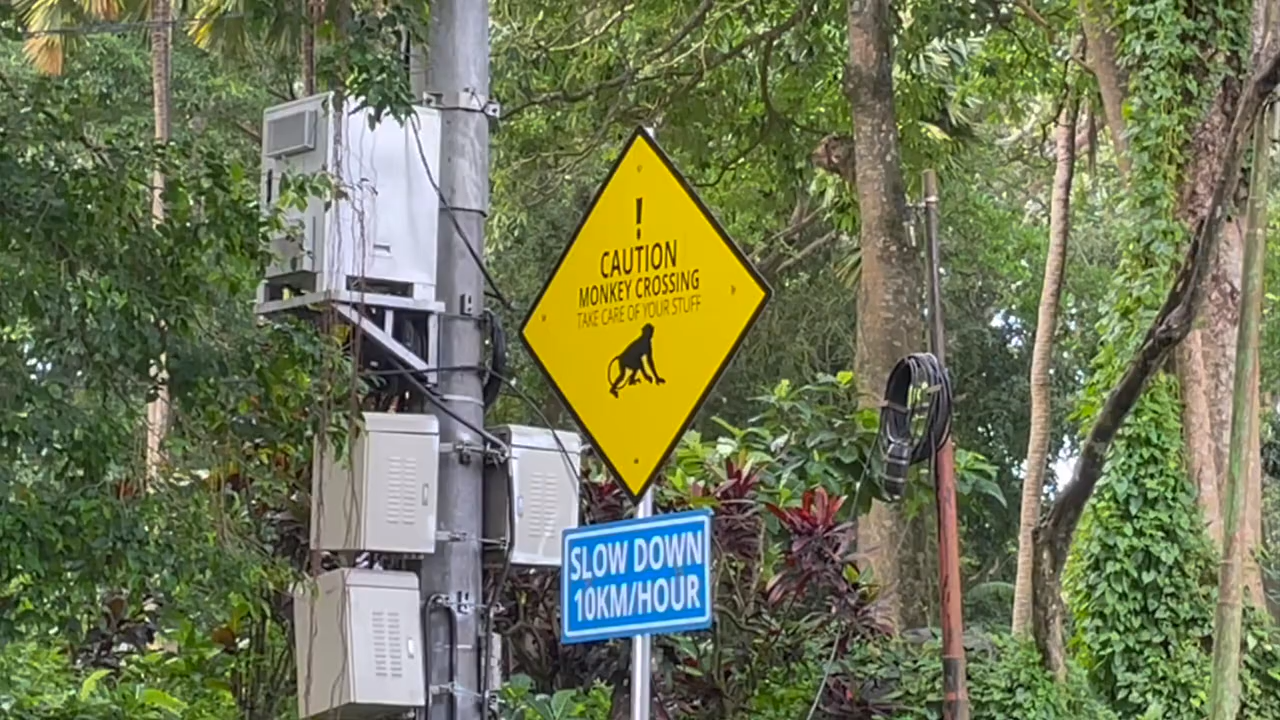 !
CAUTION
MONKEY CROSSING
TAKE CARE OF YOUR STUFF
SLOW DOWN
10KM/HOUR